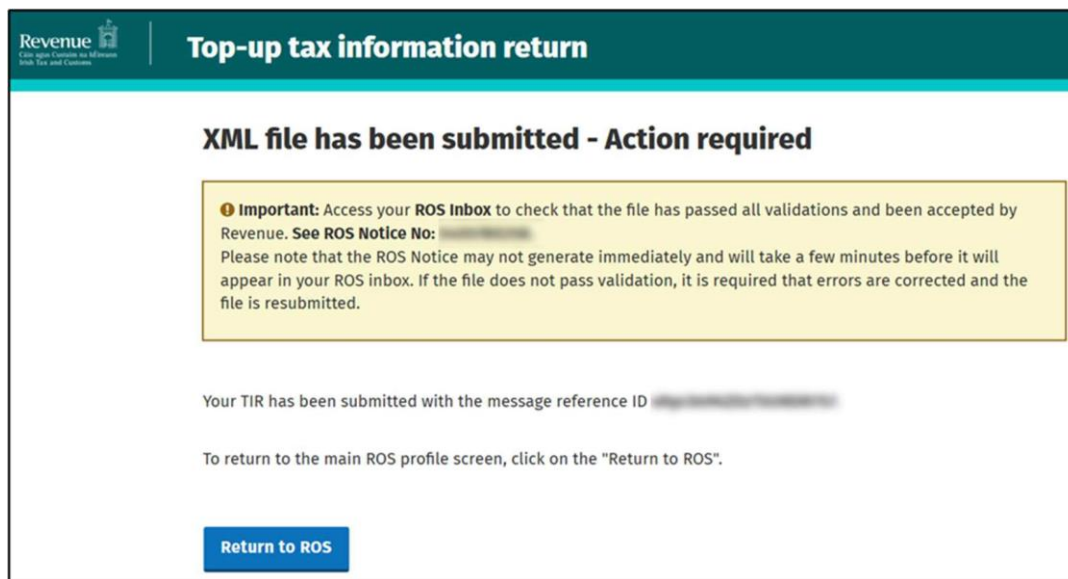 Revenue
Cáin agus Custaim na hÉireann
Irish Tax and Customs
Top-up tax information return
XML file has been submitted - Action required
Important: Access your ROS Inbox to check that the file has passed all validations and been accepted by
Revenue. See ROS Notice No:
Please note that the ROS Notice may not generate immediately and will take a few minutes before it will
appear in your ROS inbox. If the file does not pass validation, it is required that errors are corrected and the
file is resubmitted.
Your TIR has been submitted with the message reference ID
To return to the main ROS profile screen, click on the "Return to ROS".
Return to ROS